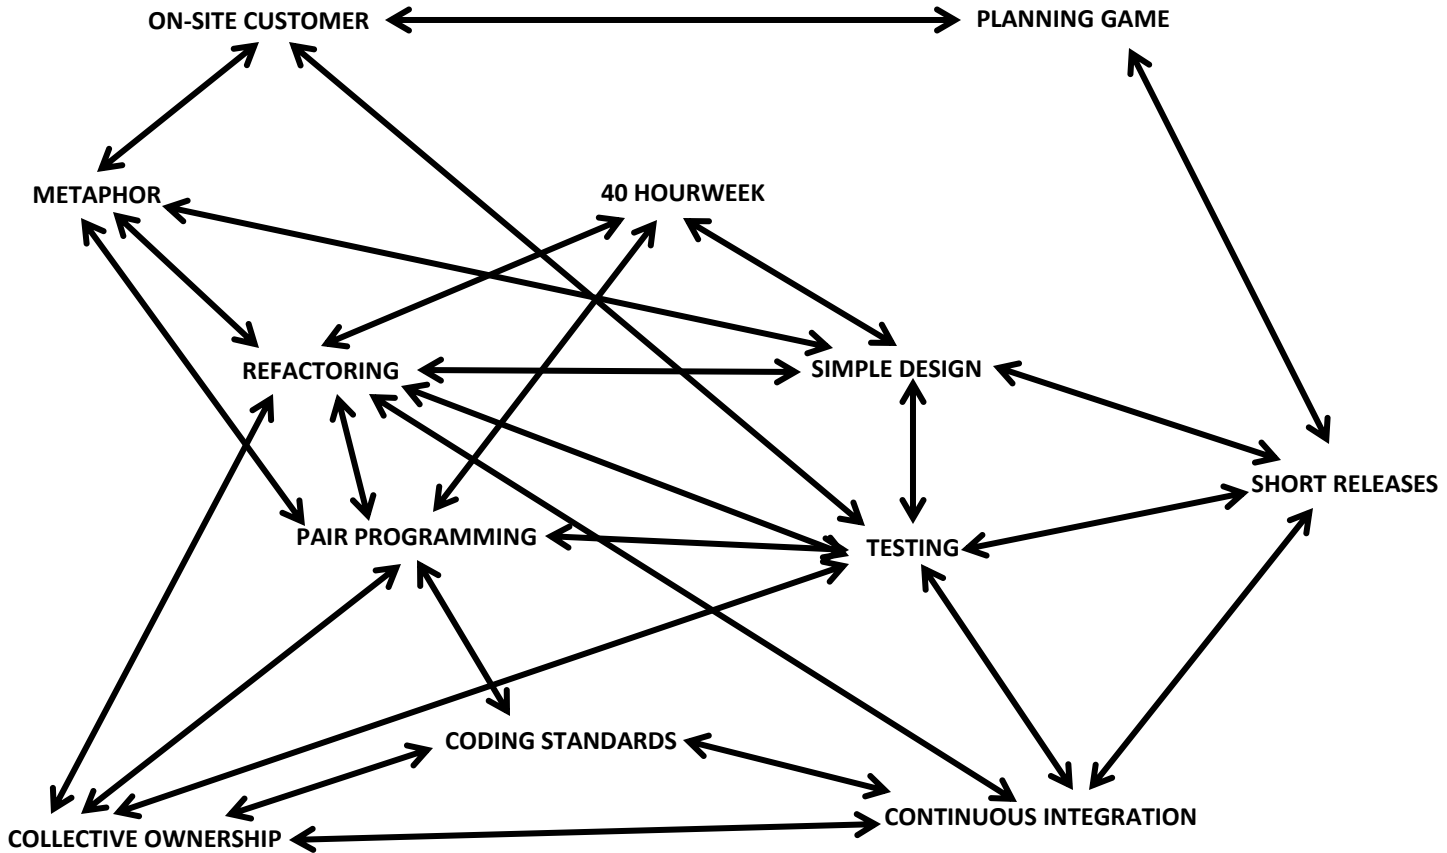 ON-SITE CUSTOMER
PLANNING GAME
METAPHOR
40 HOURWEEK
REFACTORING
SIMPLE DESIGN
SHORT RELEASES
PAIR PROGRAMMING
TESTING
CODING STANDARDS
CONTINUOUS INTEGRATION
COLLECTIVE OWNERSHIP